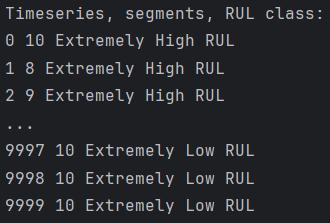 Timeseries, segments, RUL class:
0 10 Extremely High RUL
1 8 Extremely High RUL
2 9 Extremely High RUL
...
9997 10 Extremely Low RUL
9998 10 Extremely Low RUL
9999 10 Extremely Low RUL